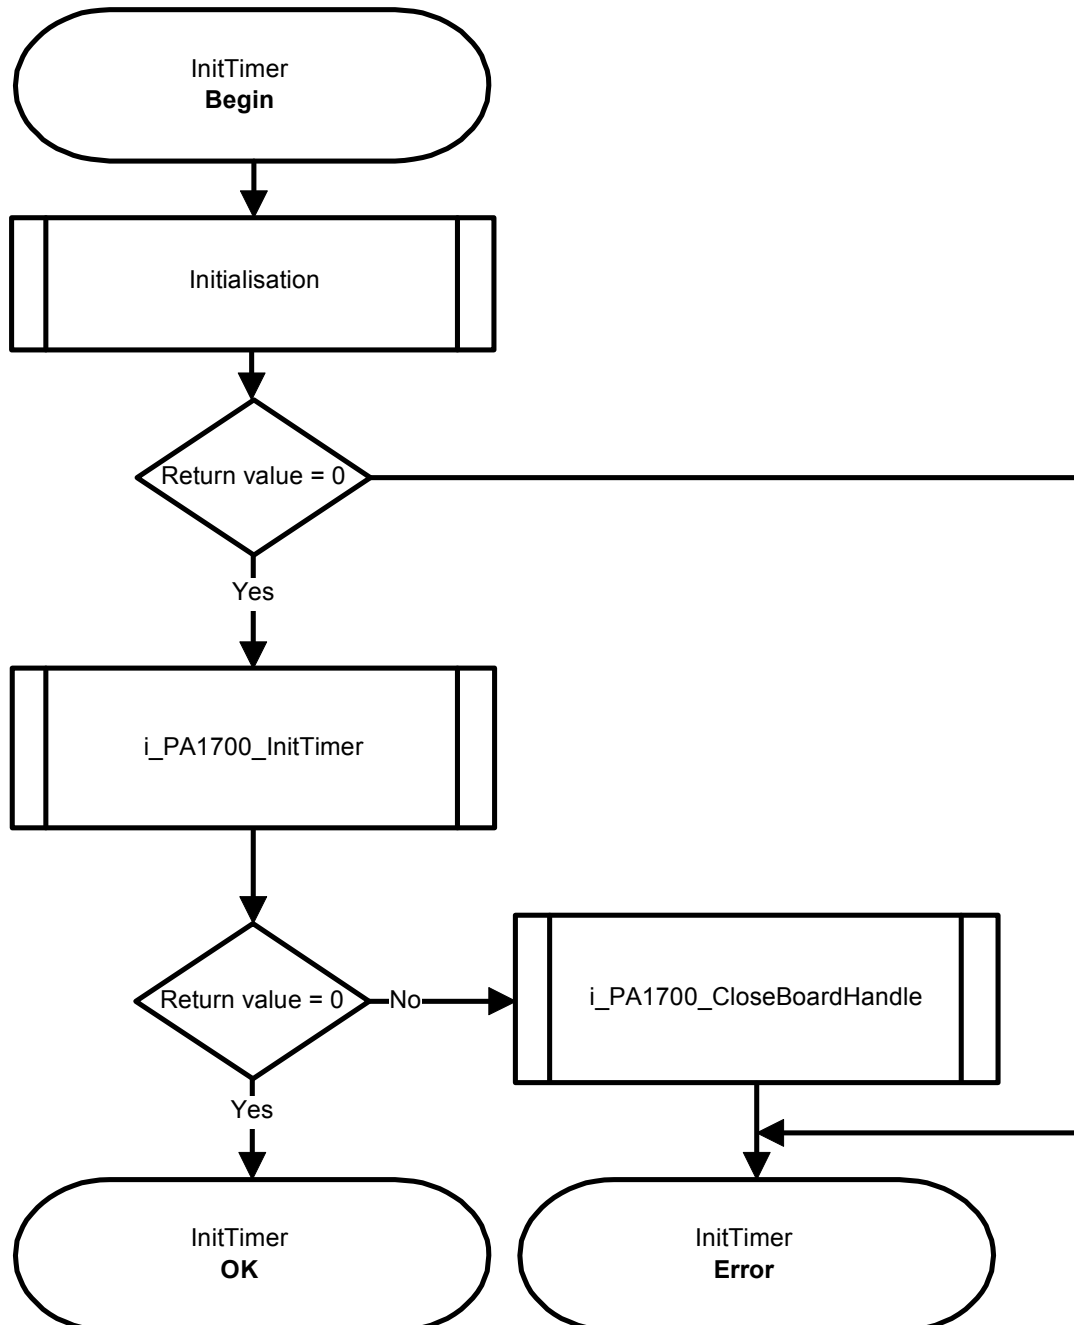 InitTimer
Begin
Initialisation
Return value = 0
Yes
i_PA1700_InitTimer
Return value = 0
No
i_PA1700_CloseBoardHandle
Yes
InitTimer
OK
InitTimer
Error